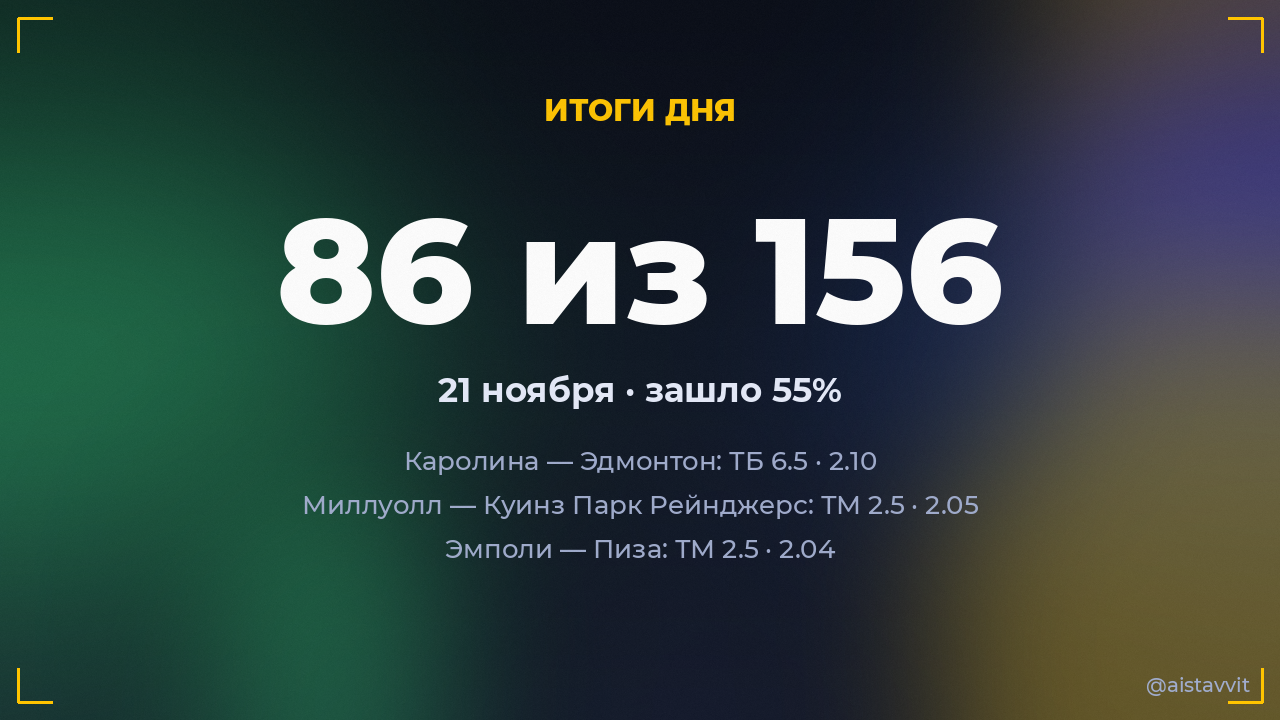 ИТОГИ ДНЯ
86 из 156
21 ноября · зашло 55%
Каролина — Эдмонтон: ТБ 6.5 · 2.10
Миллуолл — Куинз Парк Рейнджерс: ТМ 2.5 · 2.05
Эмполи — Пиза: ТМ 2.5 · 2.04
@aistavvit